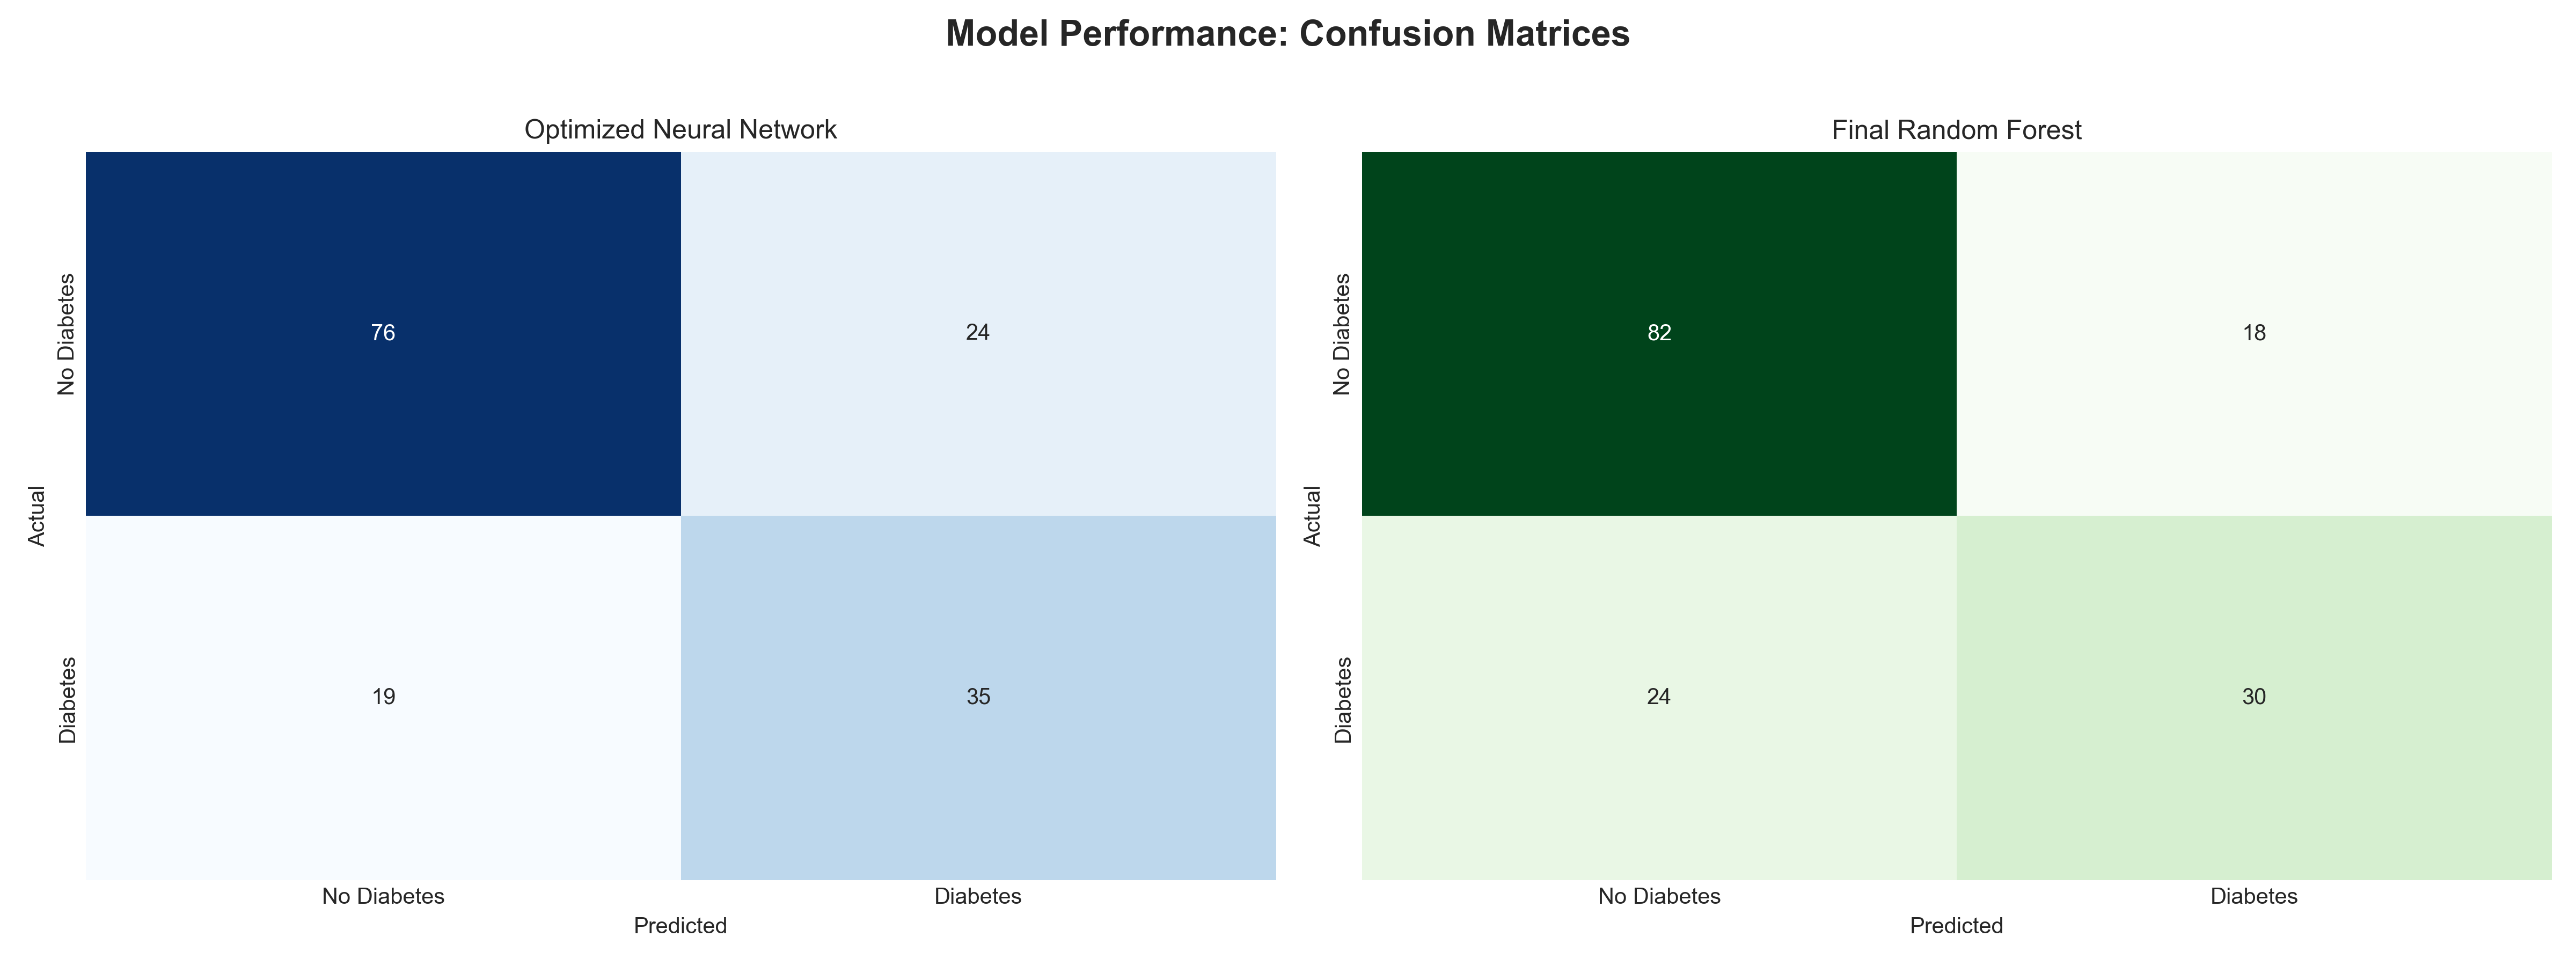 Model Performance: Confusion Matrices
Optimized Neural Network
Actual
No Diabetes
Diabetes
76
24
19
35
No Diabetes
Diabetes
Predicted
Final Random Forest
Actual
No Diabetes
Diabetes
82
18
24
30
No Diabetes
Diabetes
Predicted